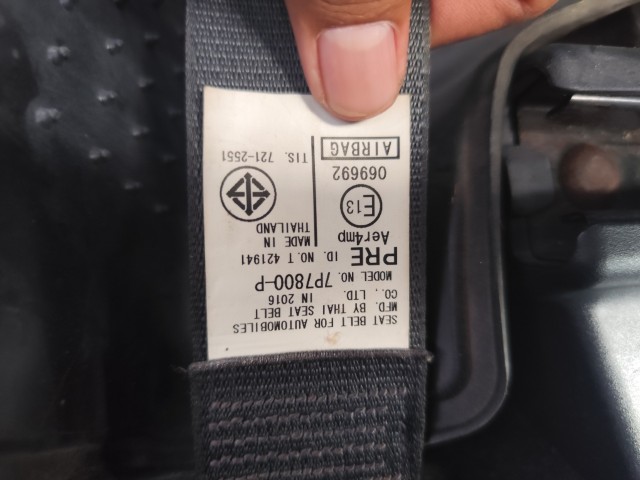 SEAT BELT FOR AUTOMOBILES
MFD. BY THAI SEAT BELT
CO., LTD. IN 2016
MODEL NO. 7P7800-P
PRE ID. NO. T 421941
Aer4mp
MADE IN
THAILAND
E13
069692
TIS. 721-2551
AIRBAG